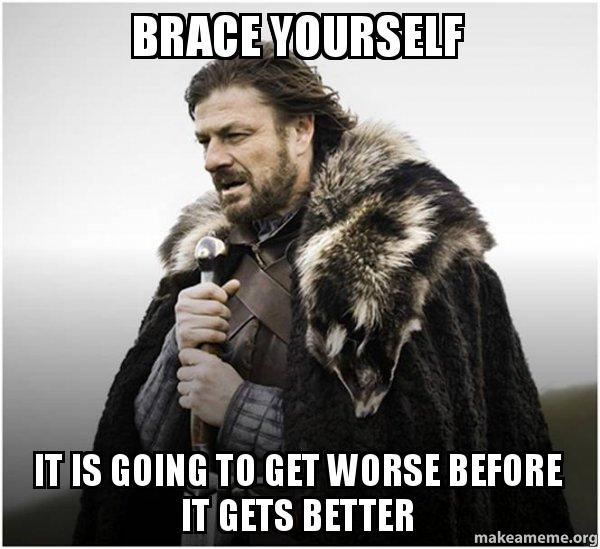 BRACE YOURSELF
IT IS GOING TO GET WORSE BEFORE
IT GETS BETTER
makeameme.org